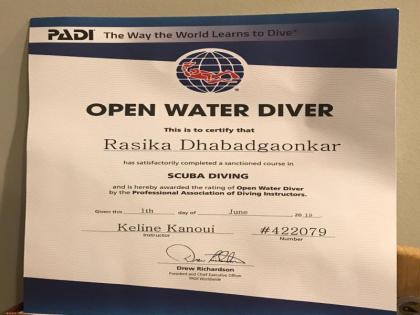 PADI® The Way the World Learns to Dive®
OPEN WATER DIVER
This is to certify that
Rasika Dhabadgaonkar
has satisfactorily completed a sanctioned course in
SCUBA DIVING
and is hereby awarded the rating of Open Water Diver
by the Professional Association of Diving Instructors.
Given this 1th day of June, 2019
Keline Kanoui #422079
Instructor Number
Drew Richardson
President and Chief Executive Officer
PADI Worldwide